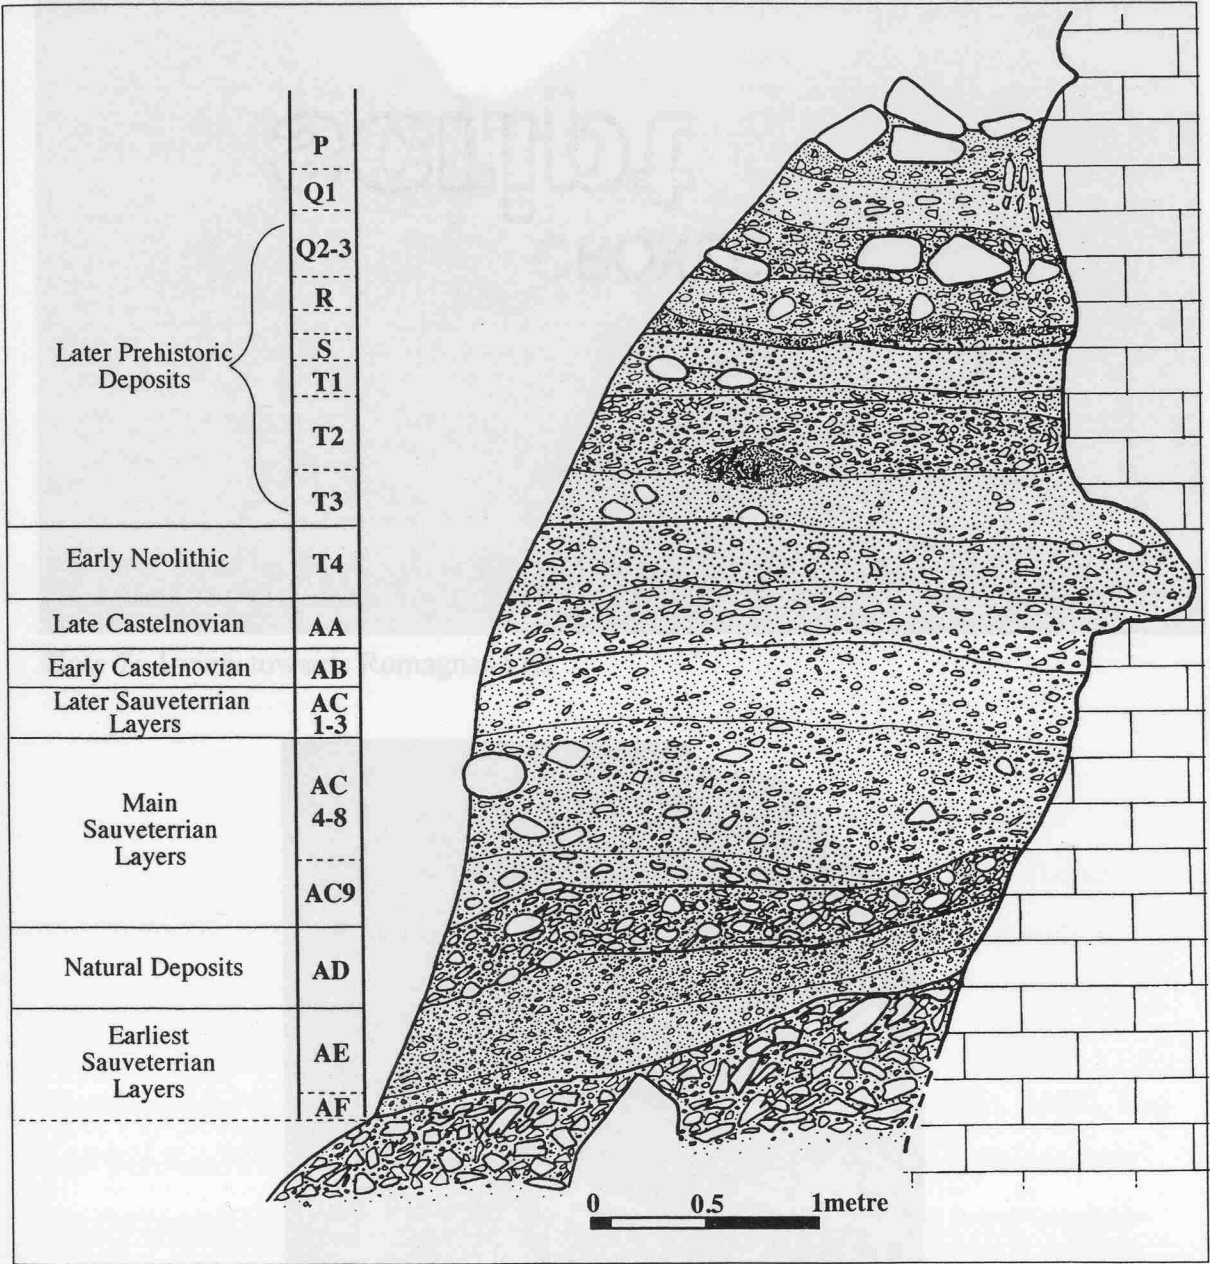 P
Q1
Q2-3
R
S
Later Prehistoric
Deposits
T1
T2
T3
Early Neolithic
T4
Late Castelnovian
AA
Early Castelnovian
AB
Later Sauveterrian
Layers
AC
1-3
Main
Sauveterrian
Layers
AC
4-8
AC9
Natural Deposits
AD
Earliest
Sauveterrian
Layers
AE
AF
0 0.5 1metre